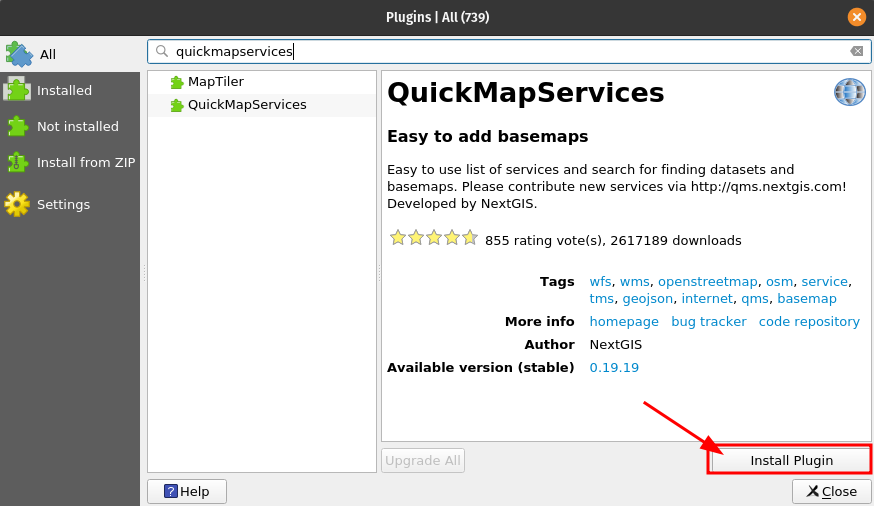 Plugins | All (739)
All
Installed
Not installed
Install from ZIP
Settings
quickmapservices
MapTiler
QuickMapServices
QuickMapServices
Easy to add basemaps
Easy to use list of services and search for finding datasets and
basemaps. Please contribute new services via http://qms.nextgis.com!
Developed by NextGIS.
855 rating vote(s), 2617189 downloads
Tags wfs, wms, openstreetmap, osm, service,
tms, geojson, internet, qms, basemap
More info homepage bug tracker code repository
Author NextGIS
Available version (stable) 0.19.19
Upgrade All
Install Plugin
Help
Close